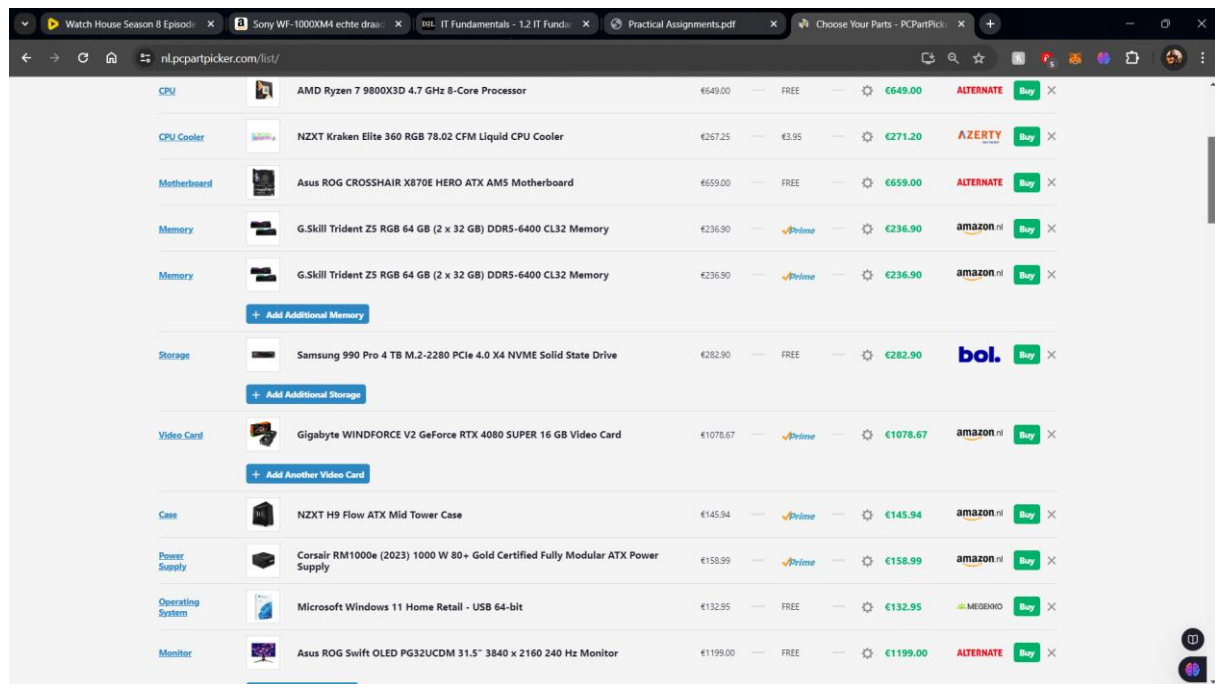 Watch House Season 8 Episode
Sony WF-1000XM4 echte draad
D2L IT Fundamentals - 1.2 IT Fundar
Practical Assignments.pdf
Choose Your Parts - PCPartPick
nl.pcpartpicker.com/list/
CPU AMD Ryzen 7 9800X3D 4.7 GHz 8-Core Processor €649.00 — FREE — €649.00 ALTERNATE Buy
CPU Cooler NZXT Kraken Elite 360 RGB 78.02 CFM Liquid CPU Cooler €267.25 — €3.95 — €271.20 AZERTY Buy
Motherboard Asus ROG CROSSHAIR X870E HERO ATX AM5 Motherboard €659.00 — FREE — €659.00 ALTERNATE Buy
Memory G.Skill Trident Z5 RGB 64 GB (2 x 32 GB) DDR5-6400 CL32 Memory €236.90 — Prime — €236.90 amazon.nl Buy
Memory G.Skill Trident Z5 RGB 64 GB (2 x 32 GB) DDR5-6400 CL32 Memory €236.90 — Prime — €236.90 amazon.nl Buy
+ Add Additional Memory
Storage Samsung 990 Pro 4 TB M.2-2280 PCIe 4.0 X4 NVME Solid State Drive €282.90 — FREE — €282.90 bol. Buy
+ Add Additional Storage
Video Card Gigabyte WINDFORCE V2 GeForce RTX 4080 SUPER 16 GB Video Card €1078.67 — Prime — €1078.67 amazon.nl Buy
+ Add Another Video Card
Case NZXT H9 Flow ATX Mid Tower Case €145.94 — Prime — €145.94 amazon.nl Buy
Power Supply Corsair RM1000e (2023) 1000 W 80+ Gold Certified Fully Modular ATX Power
Supply €158.99 — Prime — €158.99 amazon.nl Buy
Operating System Microsoft Windows 11 Home Retail - USB 64-bit €132.95 — FREE — €132.95 MEGEKKO Buy
Monitor Asus ROG Swift OLED PG32UCDM 31.5" 3840 x 2160 240 Hz Monitor €1199.00 — FREE — €1199.00 ALTERNATE Buy